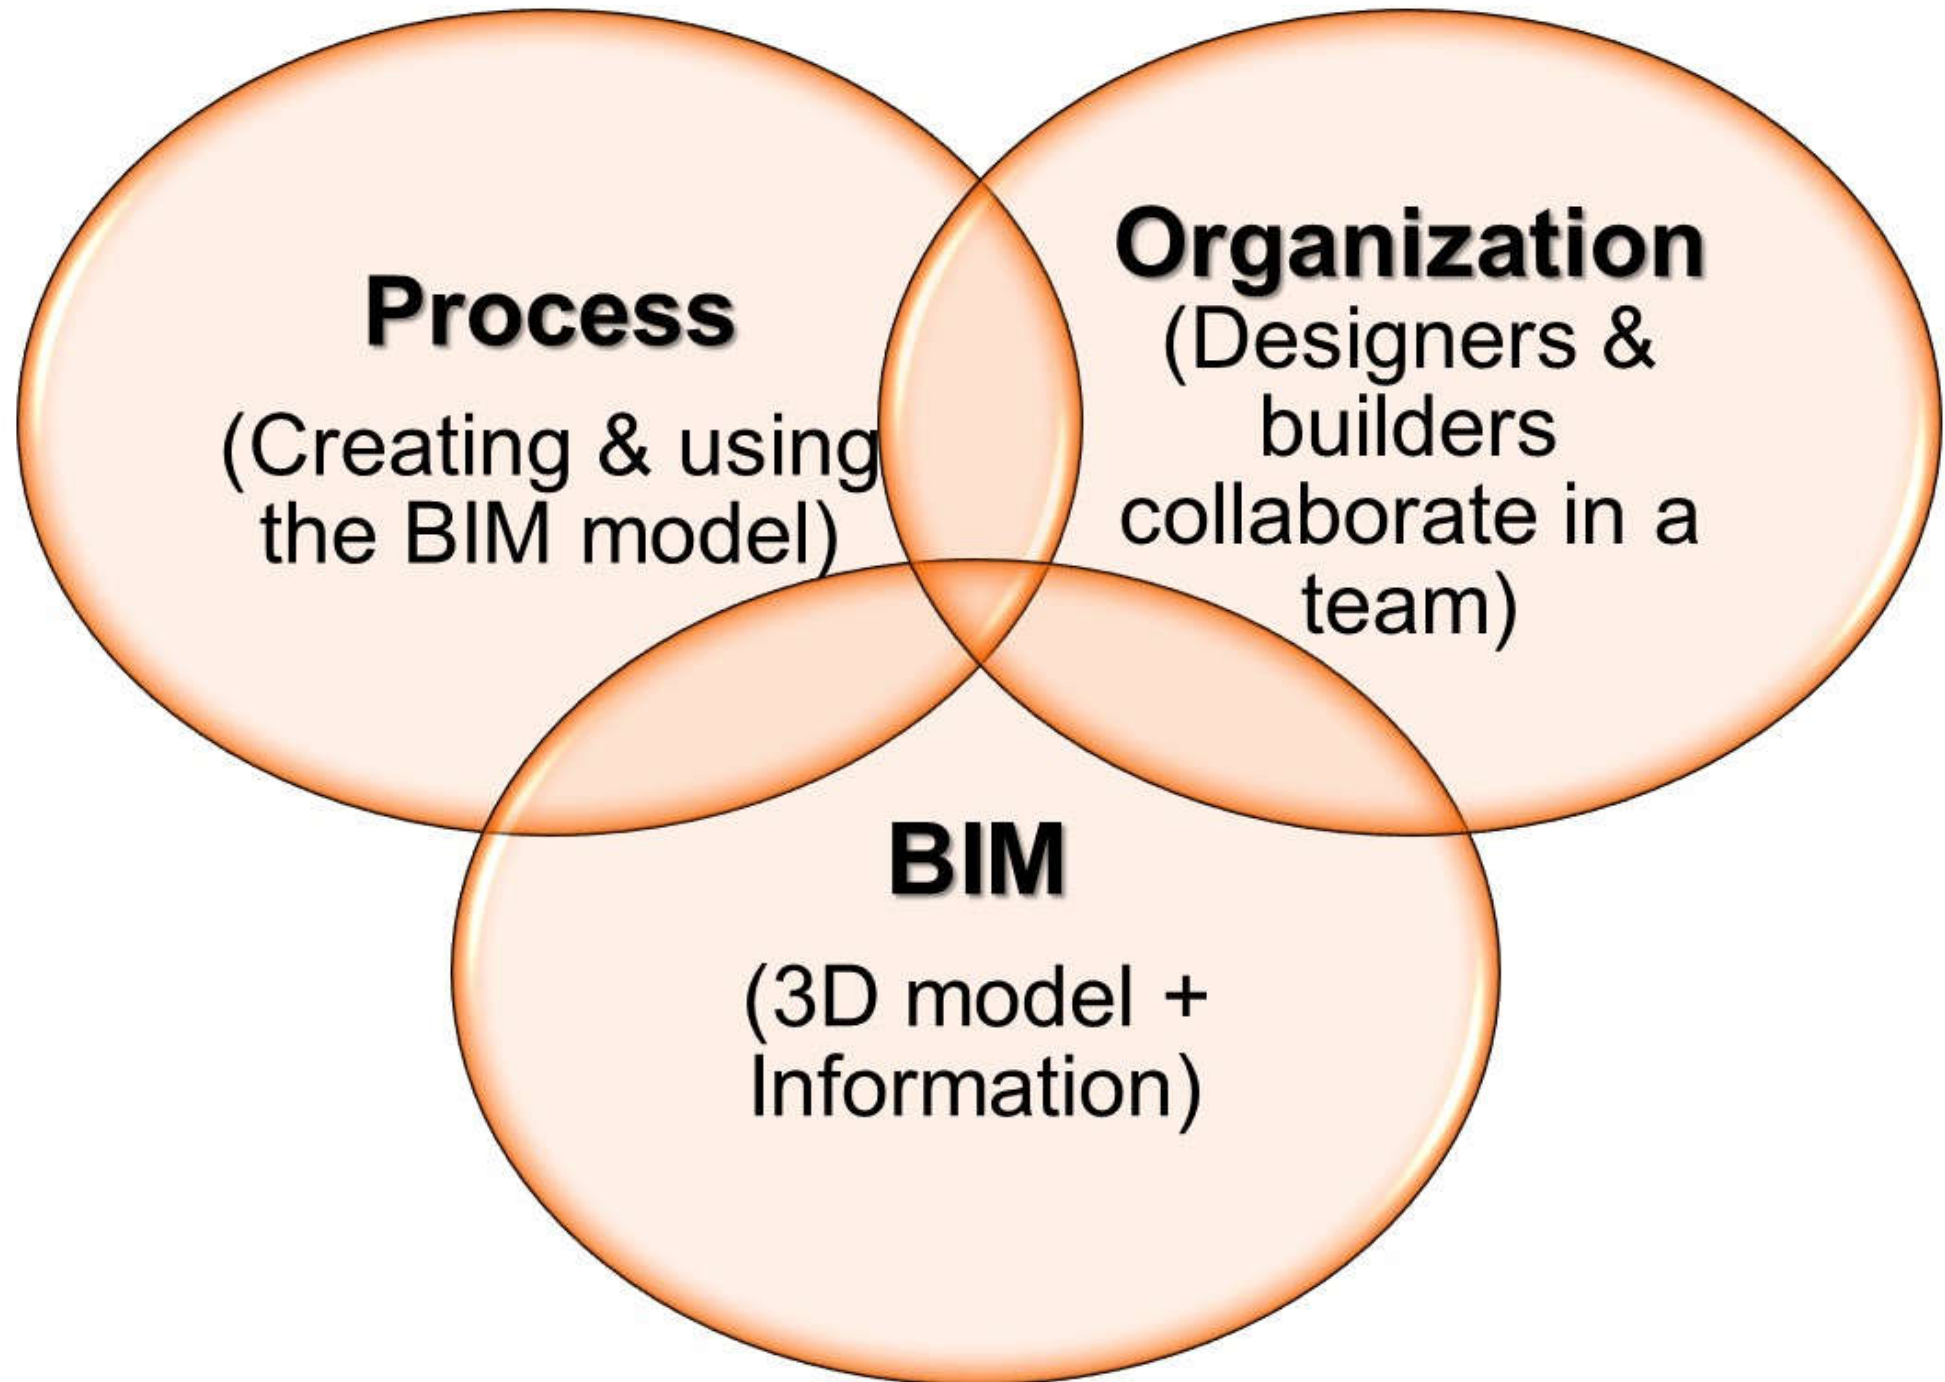 Process
(Creating & using
the BIM model)
Organization
(Designers &
builders
collaborate in a
team)
BIM
(3D model +
Information)